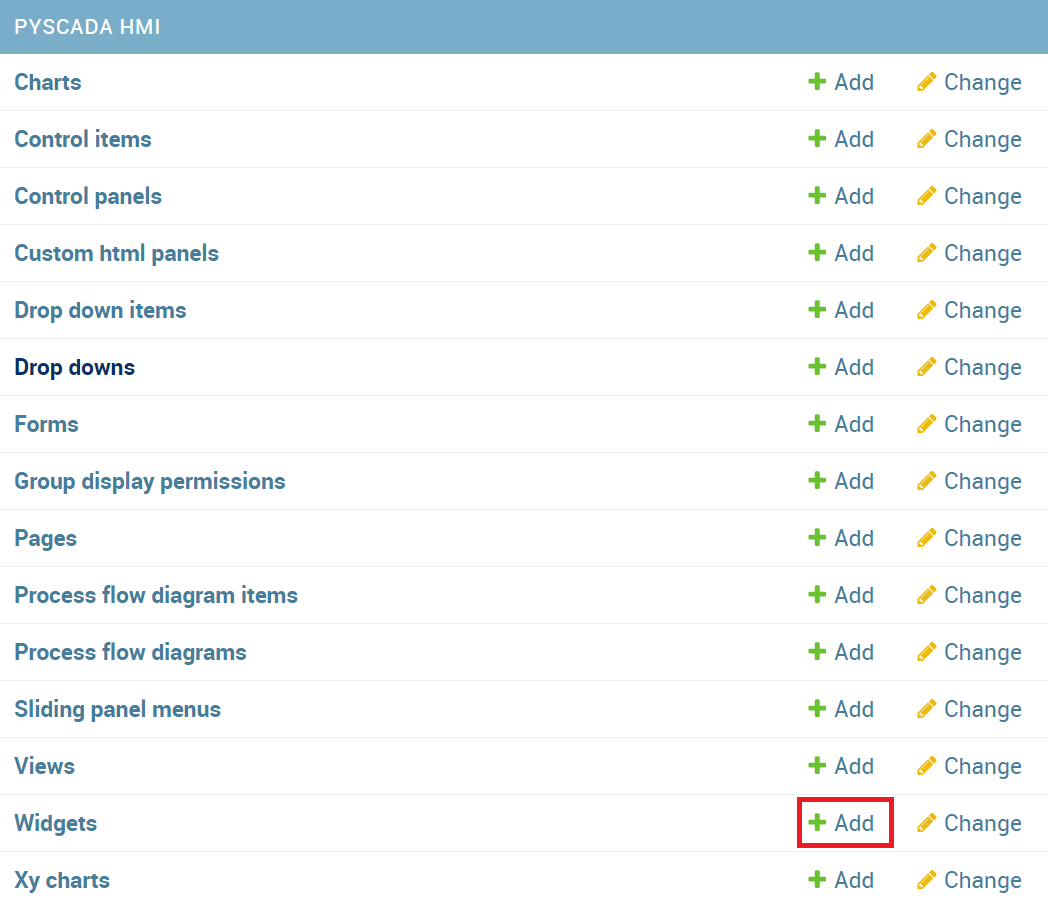 PYSCADA HMI
Charts Add Change
Control items Add Change
Control panels Add Change
Custom html panels Add Change
Drop down items Add Change
Drop downs Add Change
Forms Add Change
Group display permissions Add Change
Pages Add Change
Process flow diagram items Add Change
Process flow diagrams Add Change
Sliding panel menus Add Change
Views Add Change
Widgets Add Change
Xy charts Add Change